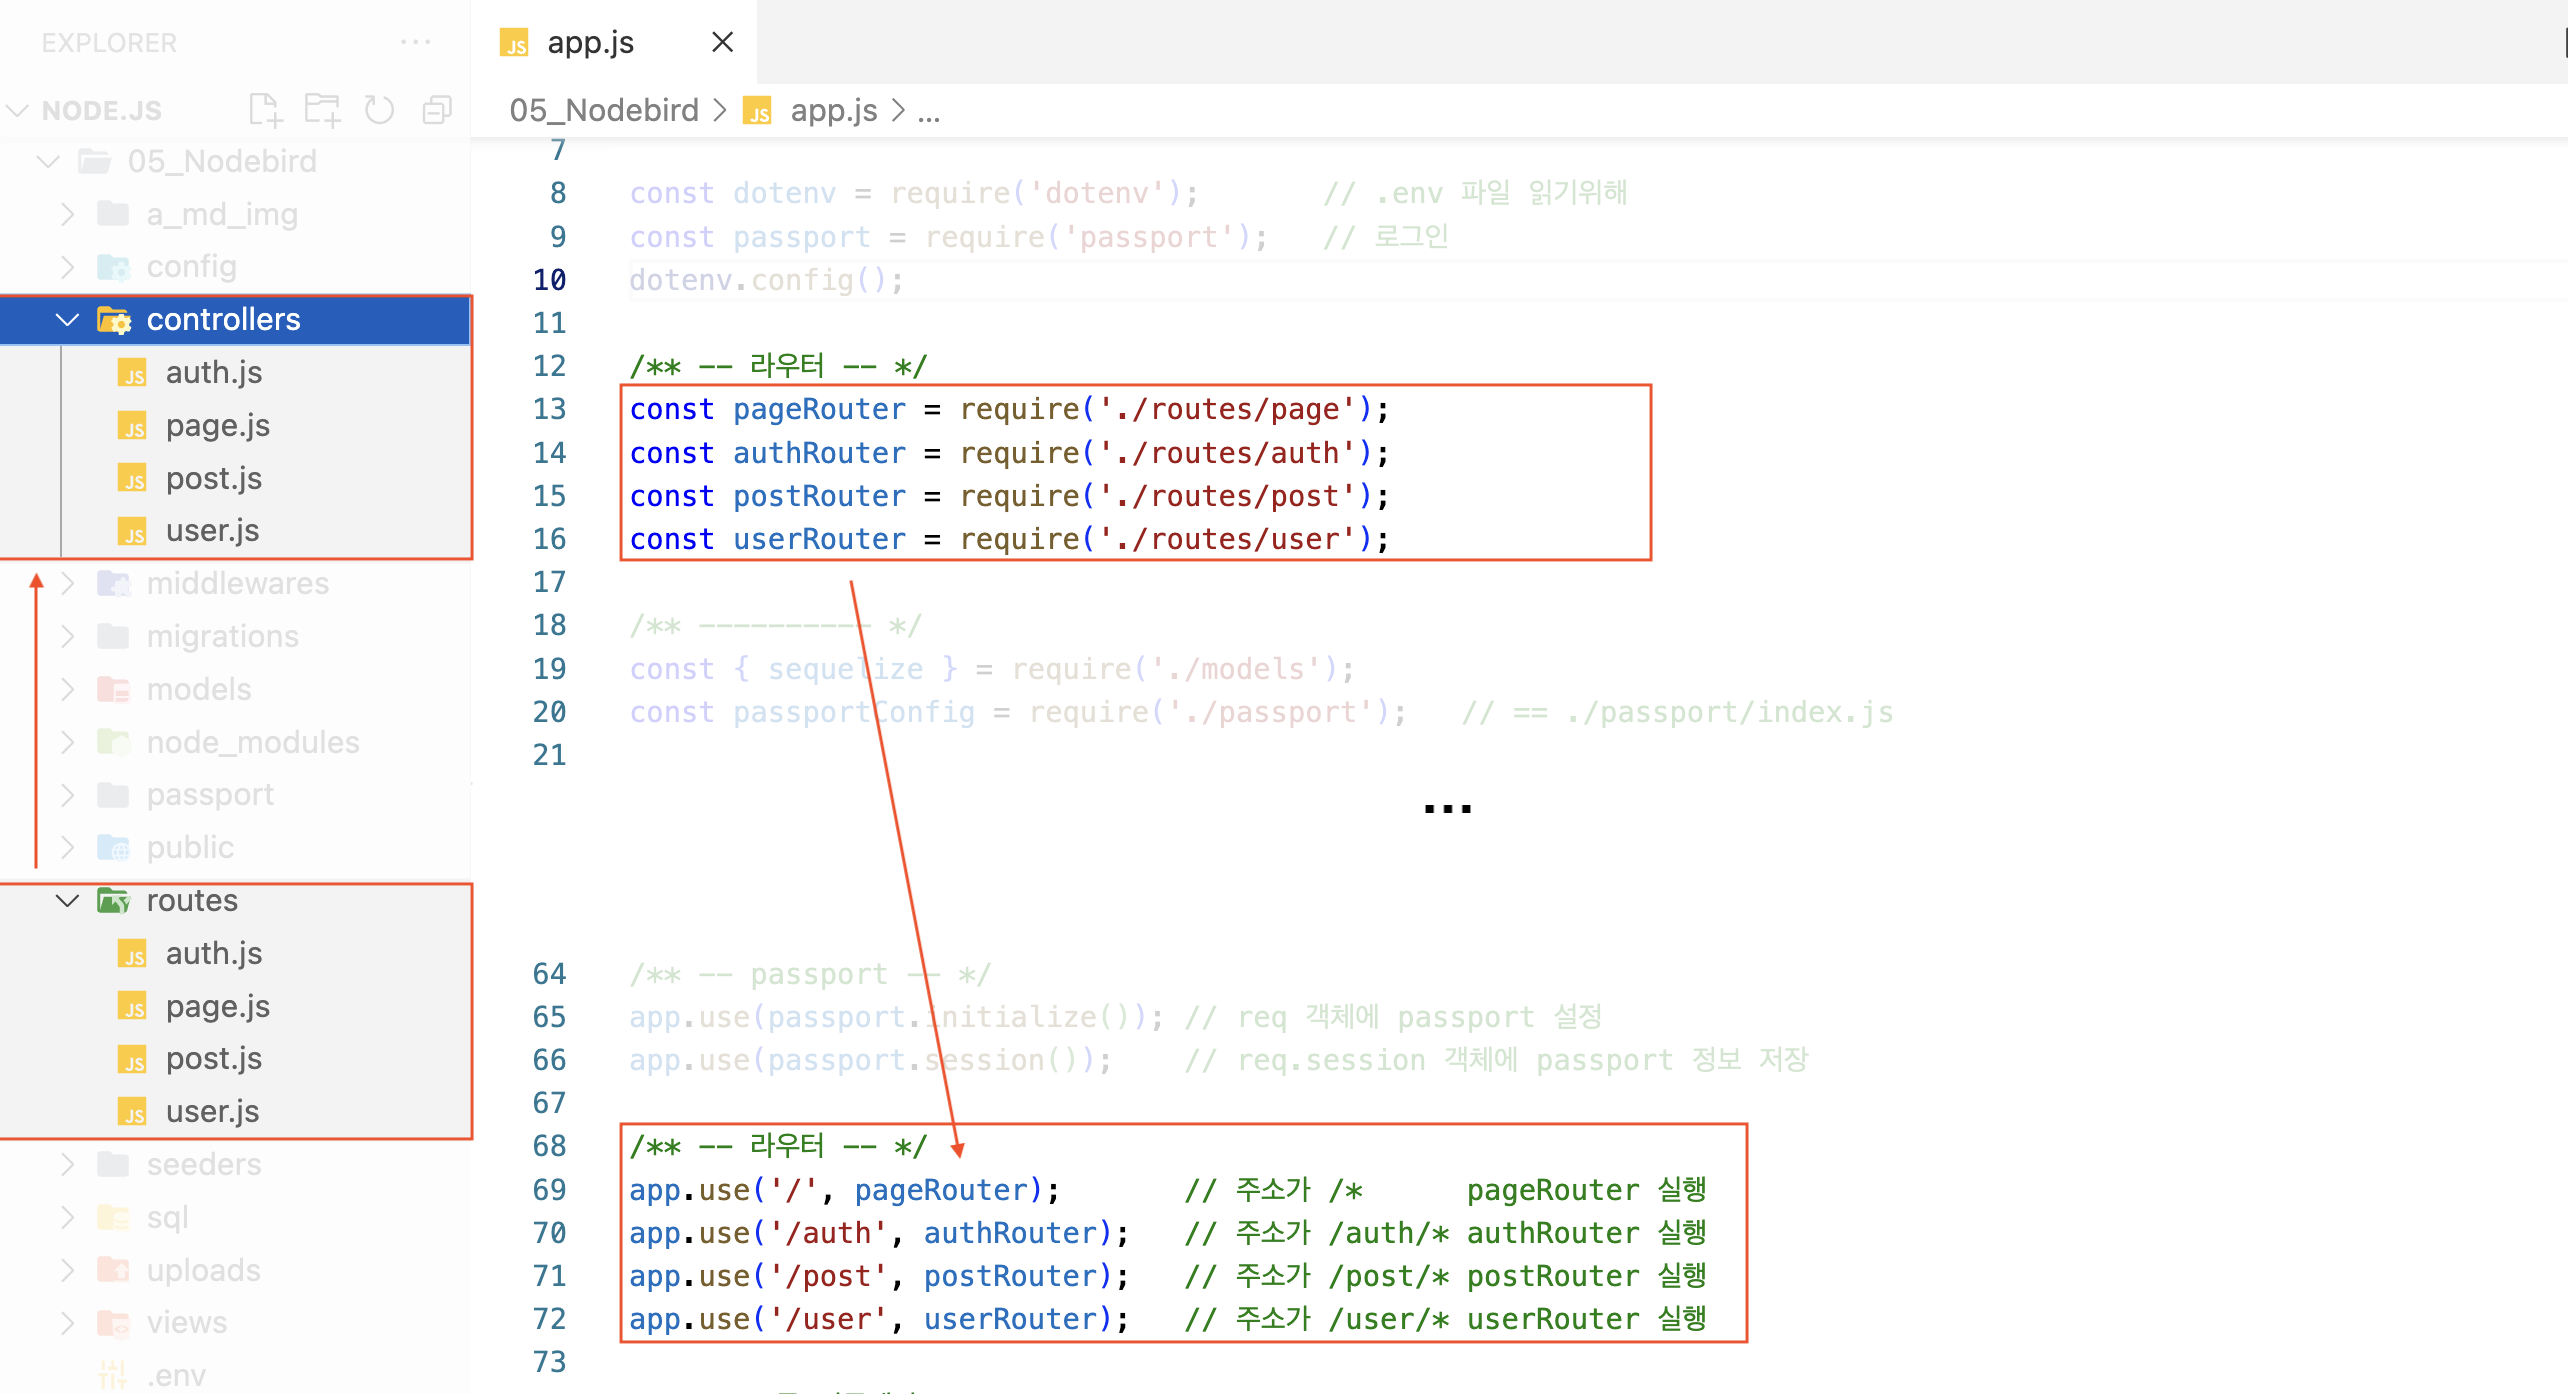 EXPLORER
NODE.JS
05_Nodebird
a_md_img
config
controllers
auth.js
page.js
post.js
user.js
middlewares
migrations
models
node_modules
passport
public
routes
auth.js
page.js
post.js
user.js
seeders
sql
uploads
views
.env
JS app.js
05_Nodebird > JS app.js > ...
7
8 const dotenv = require('dotenv'); // .env 파일 읽기위해
9 const passport = require('passport'); // 로그인
10 dotenv.config();
11
12 /** -- 라우터 -- */
13 const pageRouter = require('./routes/page');
14 const authRouter = require('./routes/auth');
15 const postRouter = require('./routes/post');
16 const userRouter = require('./routes/user');
17
18 /** ---------- */
19 const { sequelize } = require('./models');
20 const passportConfig = require('./passport'); // == ./passport/index.js
21
...
64 /** -- passport -- */
65 app.use(passport.initialize()); // req 객체에 passport 설정
66 app.use(passport.session()); // req.session 객체에 passport 정보 저장
67
68 /** -- 라우터 -- */
69 app.use('/', pageRouter); // 주소가 /* pageRouter 실행
70 app.use('/auth', authRouter); // 주소가 /auth/* authRouter 실행
71 app.use('/post', postRouter); // 주소가 /post/* postRouter 실행
72 app.use('/user', userRouter); // 주소가 /user/* userRouter 실행
73